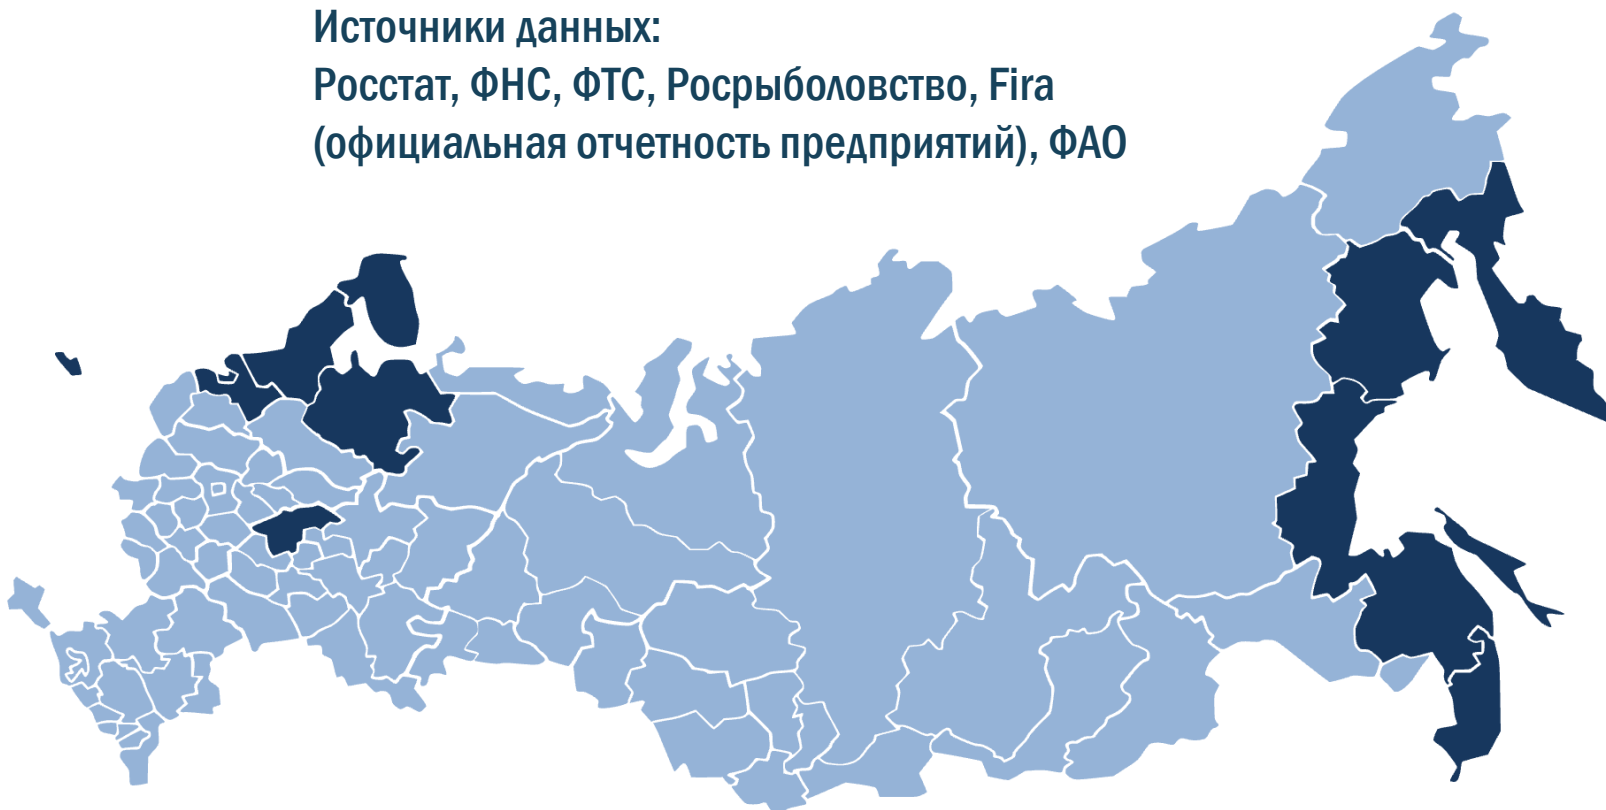 Источники данных:
Росстат, ФНС, ФТС, Росрыболовство, Fira
(официальная отчетность предприятий), ФАО